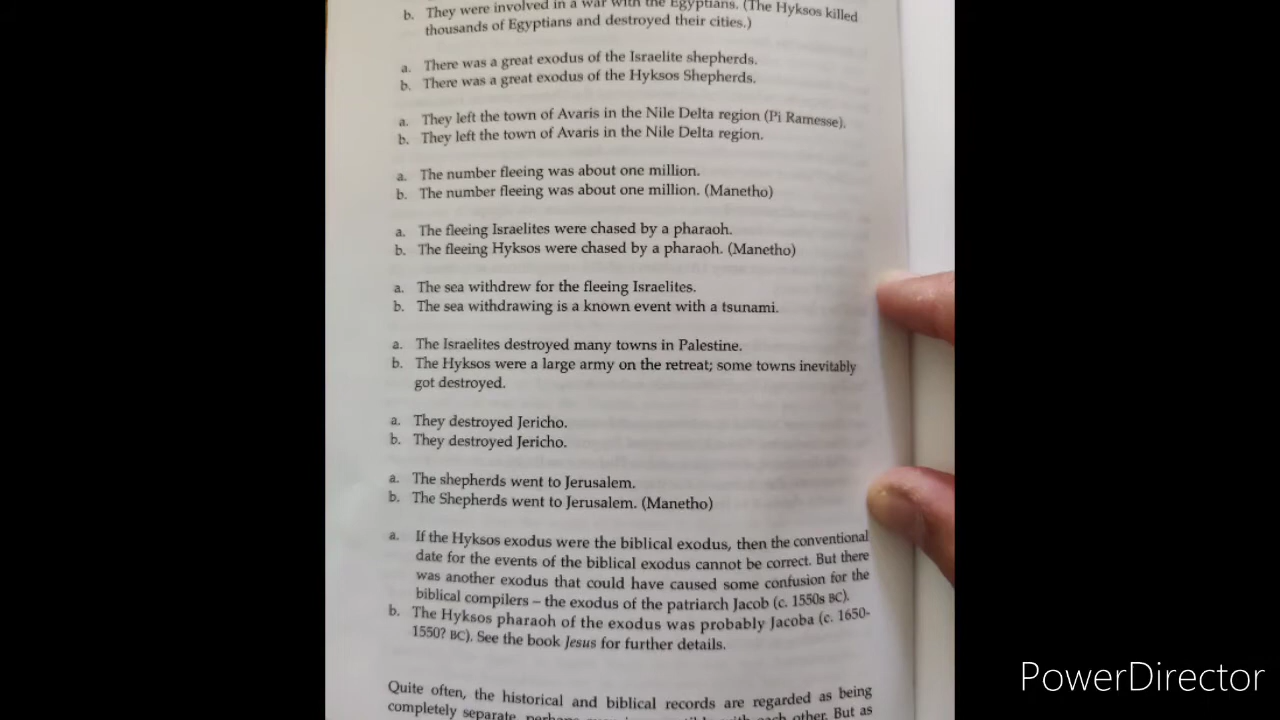 b. They were involved in a war with the Egyptians. (The Hyksos killed
thousands of Egyptians and destroyed their cities.)
a. There was a great exodus of the Israelite shepherds.
b. There was a great exodus of the Hyksos Shepherds.
a. They left the town of Avaris in the Nile Delta region (Pi Ramesse).
b. They left the town of Avaris in the Nile Delta region.
a. The number fleeing was about one million.
b. The number fleeing was about one million. (Manetho)
a. The fleeing Israelites were chased by a pharaoh.
b. The fleeing Hyksos were chased by a pharaoh. (Manetho)
a. The sea withdrew for the fleeing Israelites.
b. The sea withdrawing is a known event with a tsunami.
a. The Israelites destroyed many towns in Palestine.
b. The Hyksos were a large army on the retreat; some towns inevitably
got destroyed.
a. They destroyed Jericho.
b. They destroyed Jericho.
a. The shepherds went to Jerusalem.
b. The Shepherds went to Jerusalem. (Manetho)
a. If the Hyksos exodus were the biblical exodus, then the conventional
date for the events of the biblical exodus cannot be correct. But there
was another exodus that could have caused some confusion for the
biblical compilers – the exodus of the patriarch Jacob (c. 1550s BC).
b. The Hyksos pharaoh of the exodus was probably Jacoba (c. 1650-
1550? BC). See the book Jesus for further details.
Quite often, the historical and biblical records are regarded as being
completely separate, each other. But as
PowerDirector